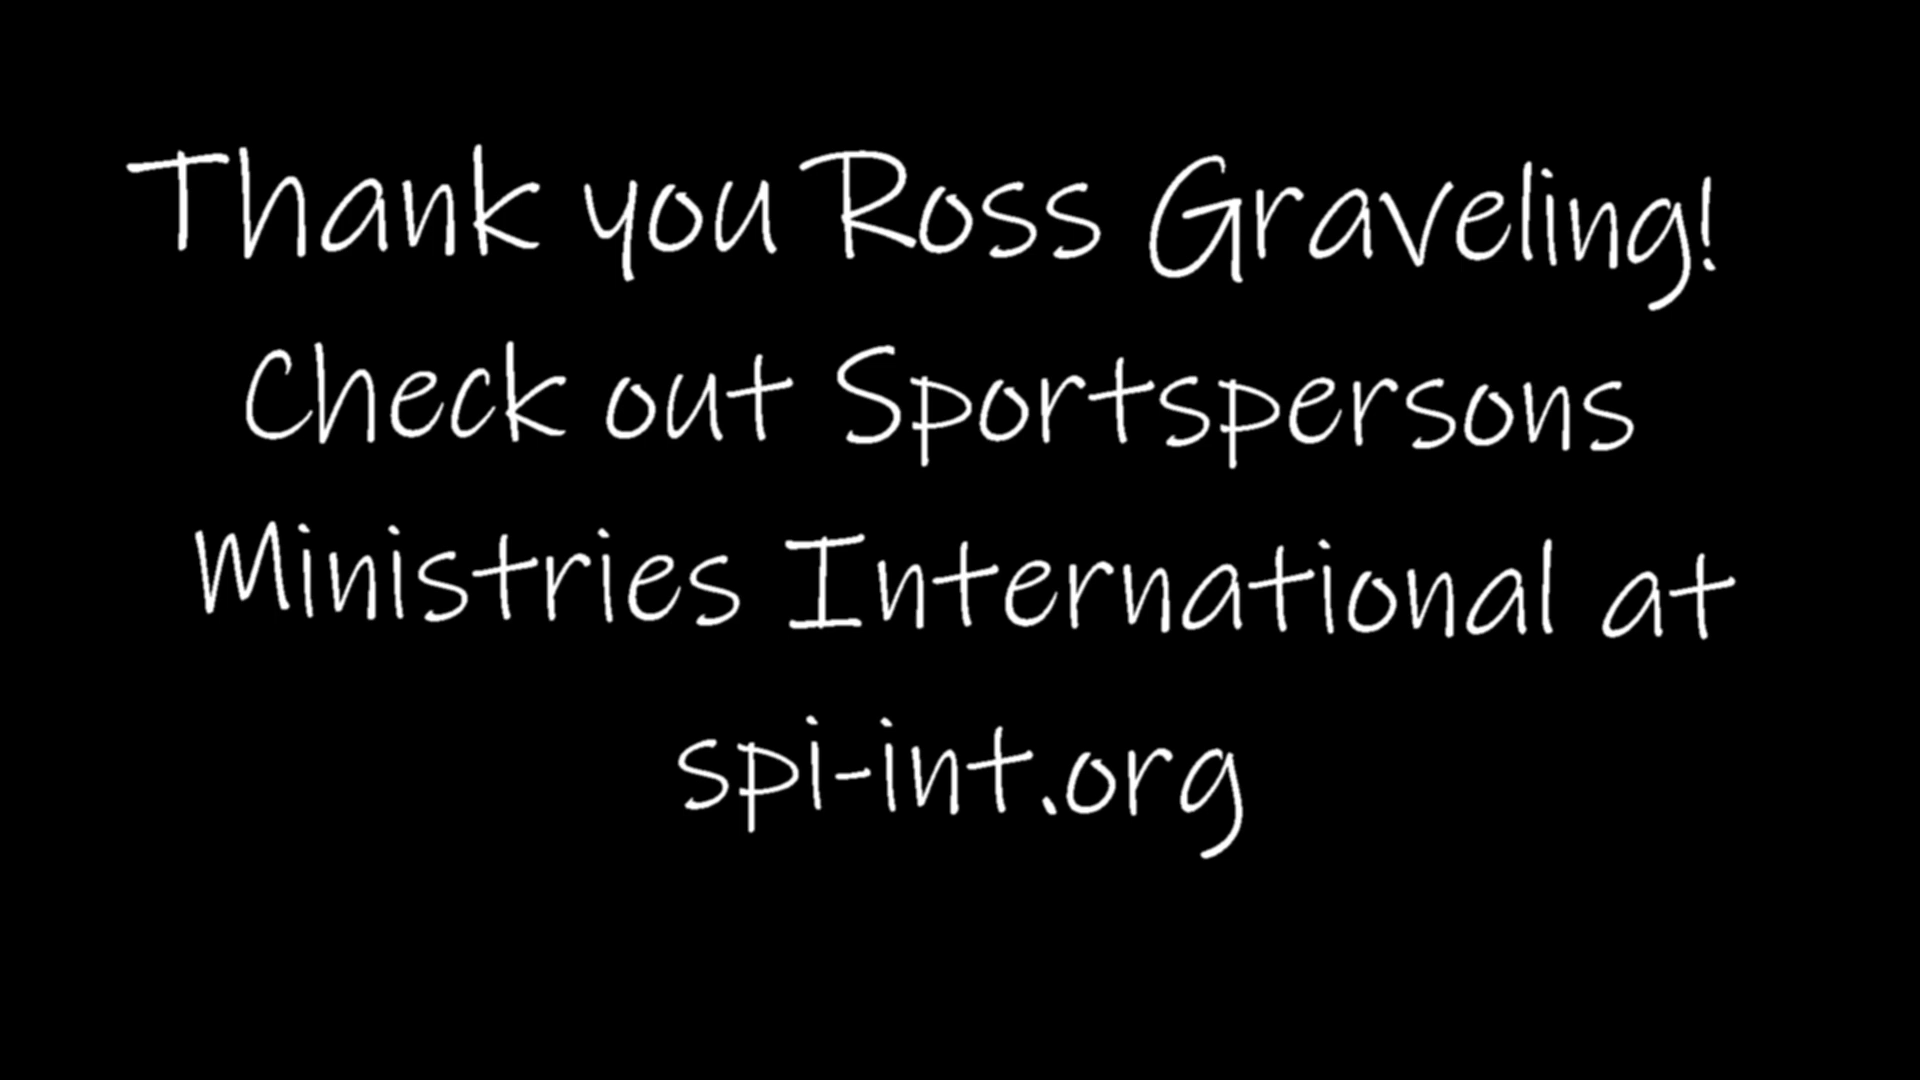 Thank you Ross Graveling!
Check out Sportspersons
Ministries International at
spi-int.org